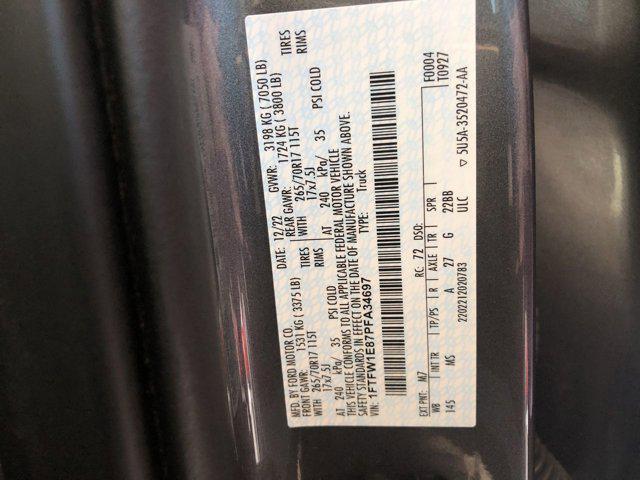 MFD. BY FORD MOTOR CO.
DATE: 12/22 GVWR: 3198 KG ( 7050 LB)
FRONT GAWR: 1531 KG ( 3375 LB) REAR GAWR: 1724 KG ( 3800 LB)
WITH 265/70R17 115T TIRES WITH 265/70R17 115T TIRES
17x7.5J RIMS 17x7.5J RIMS
AT 240 kPa/ 35 PSI COLD AT 240 kPa/ 35 PSI COLD
THIS VEHICLE CONFORMS TO ALL APPLICABLE FEDERAL MOTOR VEHICLE
SAFETY STANDARDS IN EFFECT ON THE DATE OF MANUFACTURE SHOWN ABOVE.
VIN: 1FTFW1E87PFA34697 Truck
F0004
T0927
EXT PNT: M7 RC: 72 DSO:
WB INT TR TP/PS R AXLE TR SPR
145 MS A 27 G 22BB
2202212020783 ULC
▽ 5U5A-3520472-AA